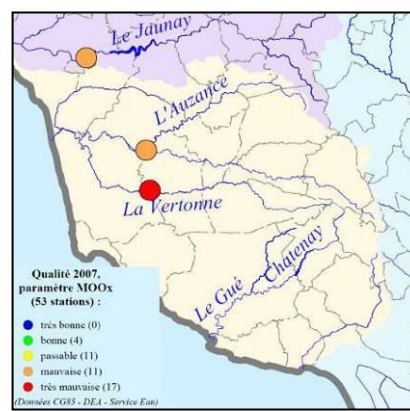 Le Jaunay
L'Auzance
La Vertonne
Le Gué Chatenay
Qualité 2007,
paramètre MOOx
(53 stations) :
trés bonne (0)
bonne (4)
passable (11)
mauvaise (11)
très mauvaise (17)
(Données CG85 - DEA - Service Eau)